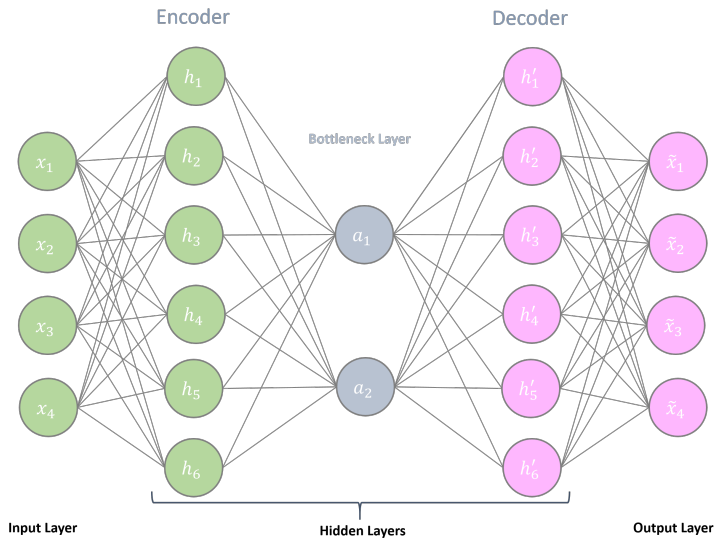 Encoder
Decoder
Bottleneck Layer
x₁
x₂
x₃
x₄
h₁
h₂
h₃
h₄
h₅
h₆
a₁
a₂
h′₁
h′₂
h′₃
h′₄
h′₅
h′₆
x̃₁
x̃₂
x̃₃
x̃₄
Input Layer
Hidden Layers
Output Layer